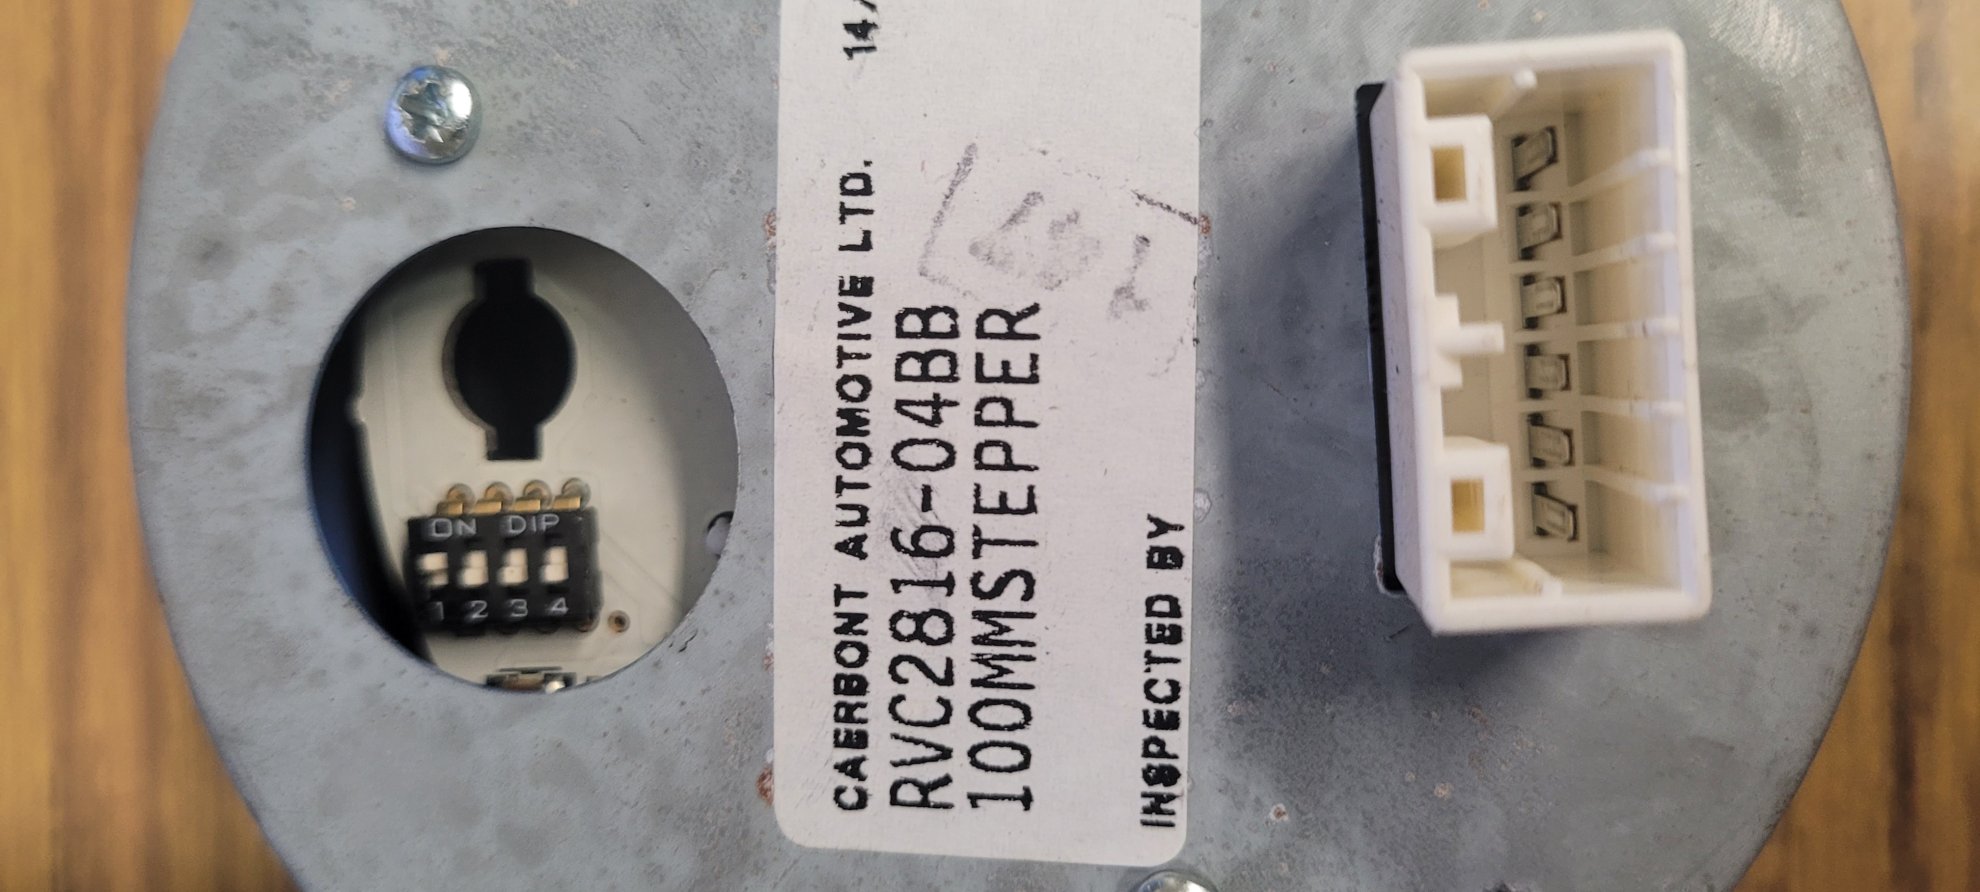 14/
CAERBONT AUTOMOTIVE LTD.
RVC2816-04BB
100MMSTEPPER
INSPECTED BY
ON DIP
1 2 3 4